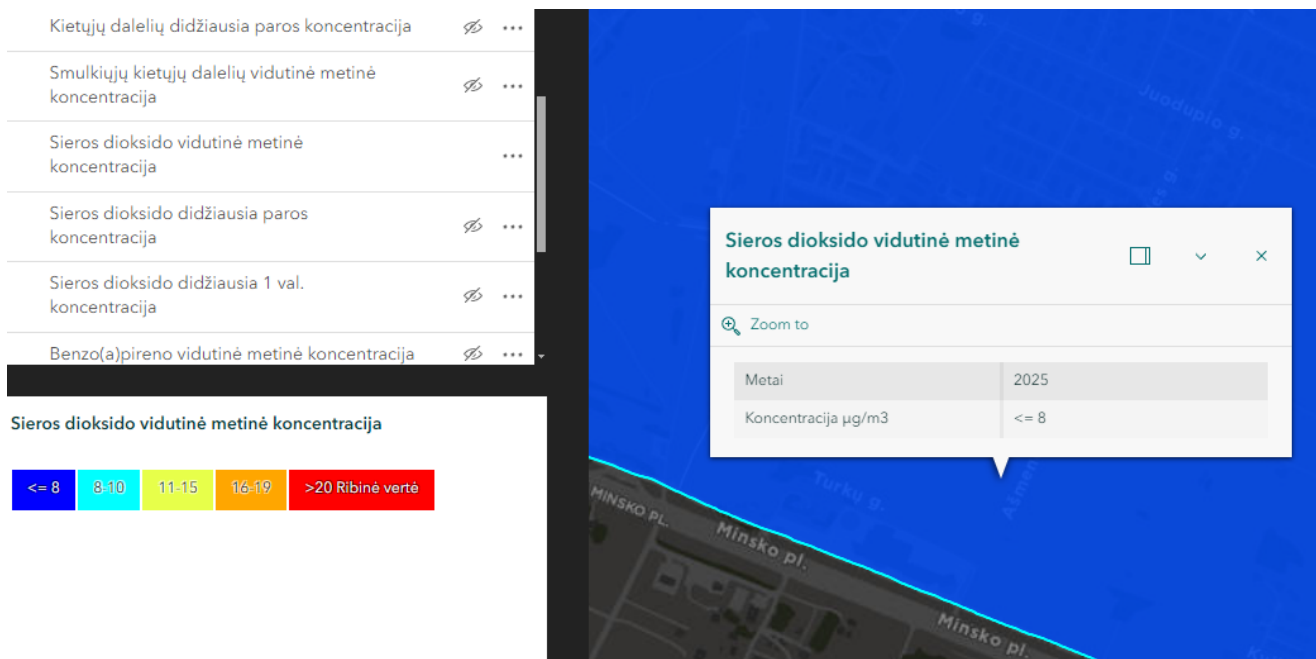 Kietųjų dalelių didžiausia paros koncentracija
Smulkiųjų kietųjų dalelių vidutinė metinė
koncentracija
Sieros dioksido vidutinė metinė
koncentracija
Sieros dioksido didžiausia paros
koncentracija
Sieros dioksido didžiausia 1 val.
koncentracija
Benzo(a)pireno vidutinė metinė koncentracija
Sieros dioksido vidutinė metinė koncentracija
<= 8
8-10
11-15
16-19
>20 Ribinė vertė
Juodupio g.
Sieros dioksido vidutinė metinė
koncentracija
Zoom to
Metai 2025
Koncentracija µg/m3 <= 8
Turkų g.
MINSKO PL.
Minsko pl.
Minsko pl.